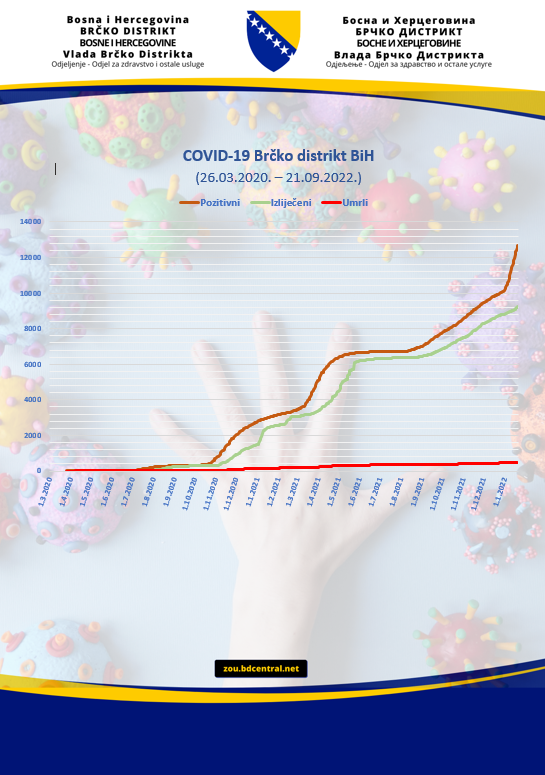 Bosna i Hercegovina
BRČKO DISTRIKT
BOSNE I HERCEGOVINE
Vlada Brčko Distrikta
Odjeljenje - Odjel za zdravstvo i ostale usluge
Босна и Херцеговина
БРЧКО ДИСТРИКТ
БОСНЕ И ХЕРЦЕГОВИНЕ
Влада Брчко Дистрикта
Одјељење - Одјел за здравство и остале услуге
COVID-19 Brčko distrikt BiH
(26.03.2020. – 21.09.2022.)
Pozitivni Izliječeni Umrli
14000
12000
10000
8000
6000
4000
2000
0
1.3.2020 1.4.2020 1.5.2020 1.6.2020 1.7.2020 1.8.2020 1.9.2020 1.10.2020 1.11.2020 1.12.2020 1.1.2021 1.2.2021 1.3.2021 1.4.2021 1.5.2021 1.6.2021 1.7.2021 1.8.2021 1.9.2021 1.10.2021 1.11.2021 1.12.2021 1.1.2022
zou.bdcentral.net